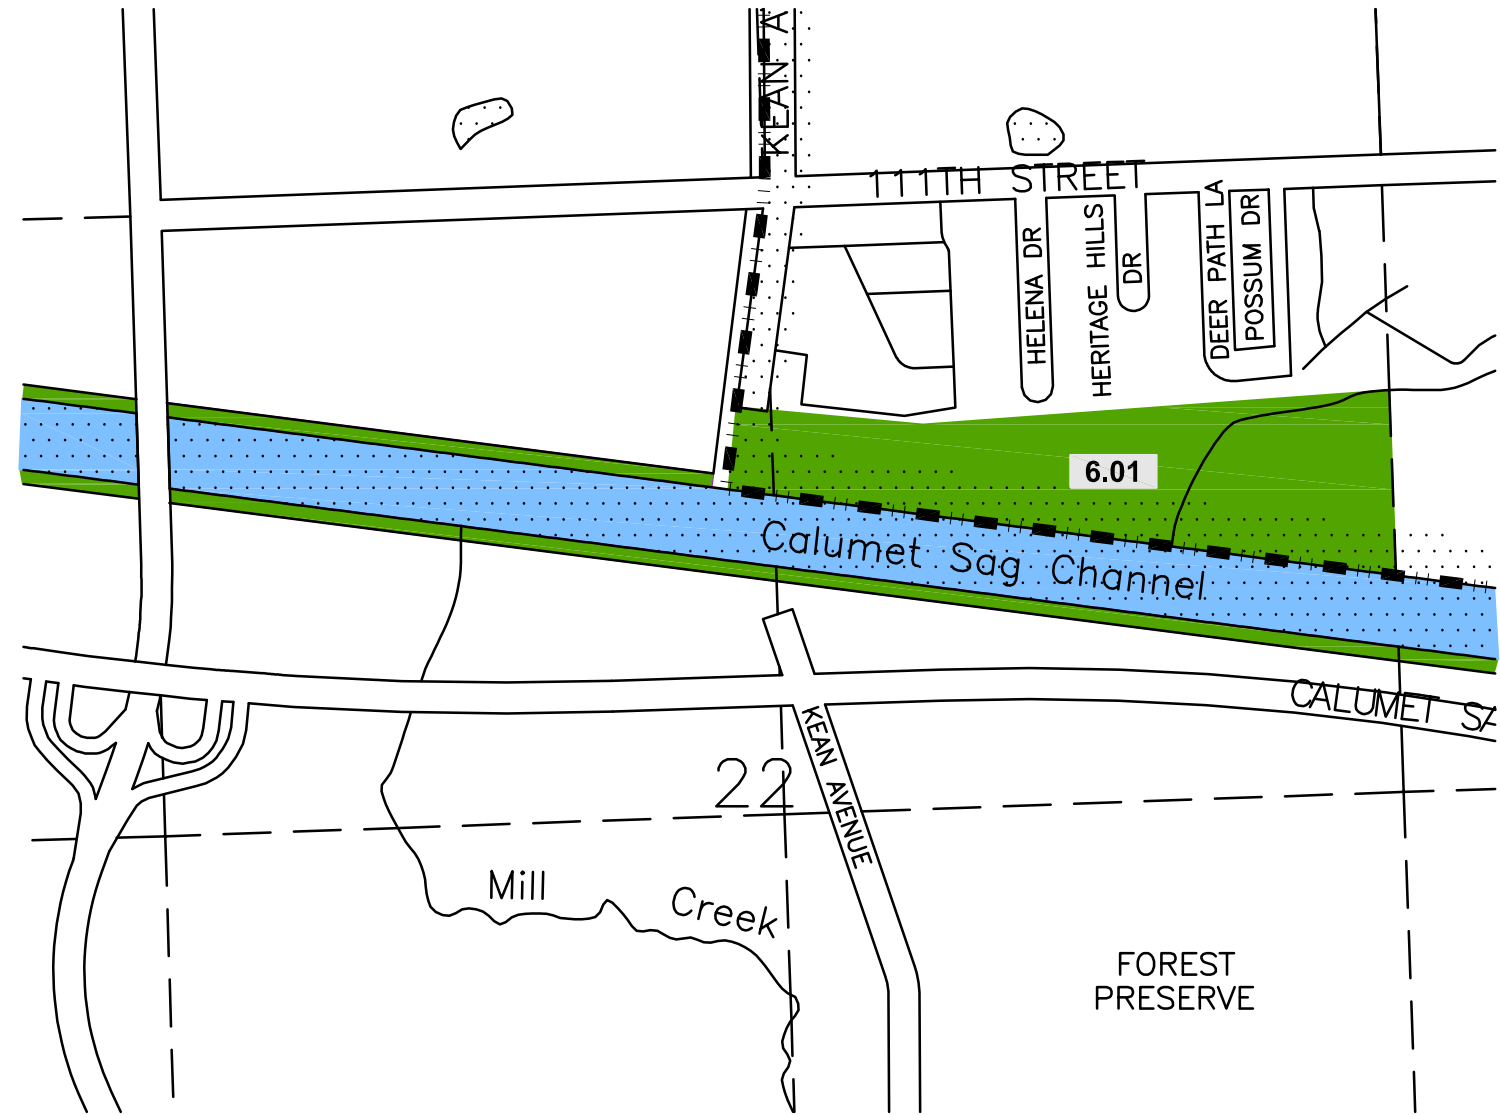 KEAN A
111TH STREET
HELENA DR
HERITAGE HILLS
DR
DEER PATH LA
POSSUM DR
6.01
Calumet Sag Channel
CALUMET SA
KEAN AVENUE
22
Mill Creek
FOREST
PRESERVE